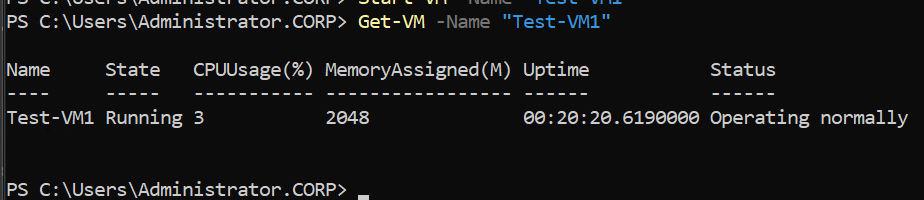 PS C:\Users\Administrator.CORP> Start-VM -Name "Test-VM1"
PS C:\Users\Administrator.CORP> Get-VM -Name "Test-VM1"
Name State CPUUsage(%) MemoryAssigned(M) Uptime Status
---- ----- ----------- ----------------- ------ ------
Test-VM1 Running 3 2048 00:20:20.6190000 Operating normally
PS C:\Users\Administrator.CORP>